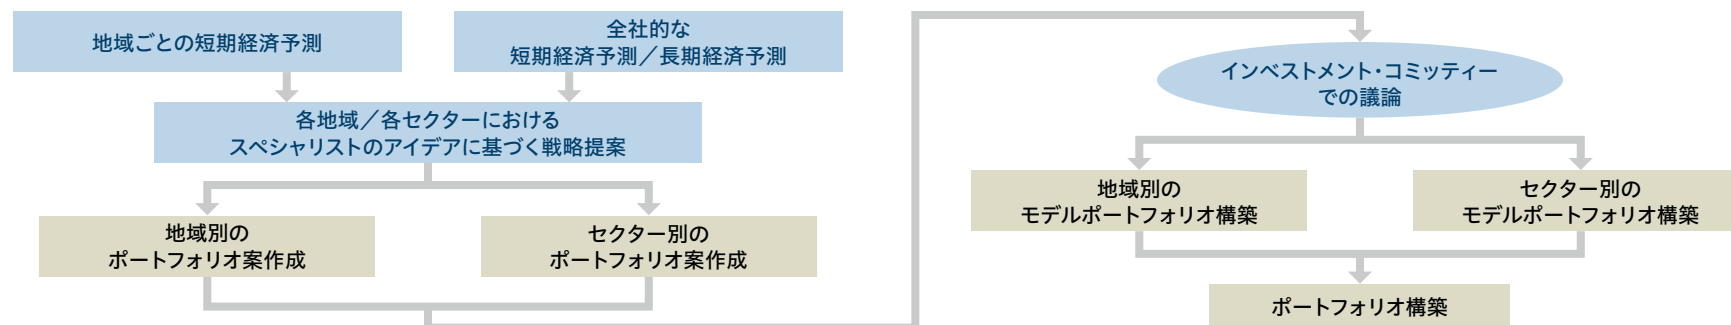 地域ごとの短期経済予測
全社的な
短期経済予測／長期経済予測
各地域／各セクターにおける
スペシャリストのアイデアに基づく戦略提案
地域別の
ポートフォリオ案作成
セクター別の
ポートフォリオ案作成
インベストメント・コミッティー
での議論
地域別の
モデルポートフォリオ構築
セクター別の
モデルポートフォリオ構築
ポートフォリオ構築